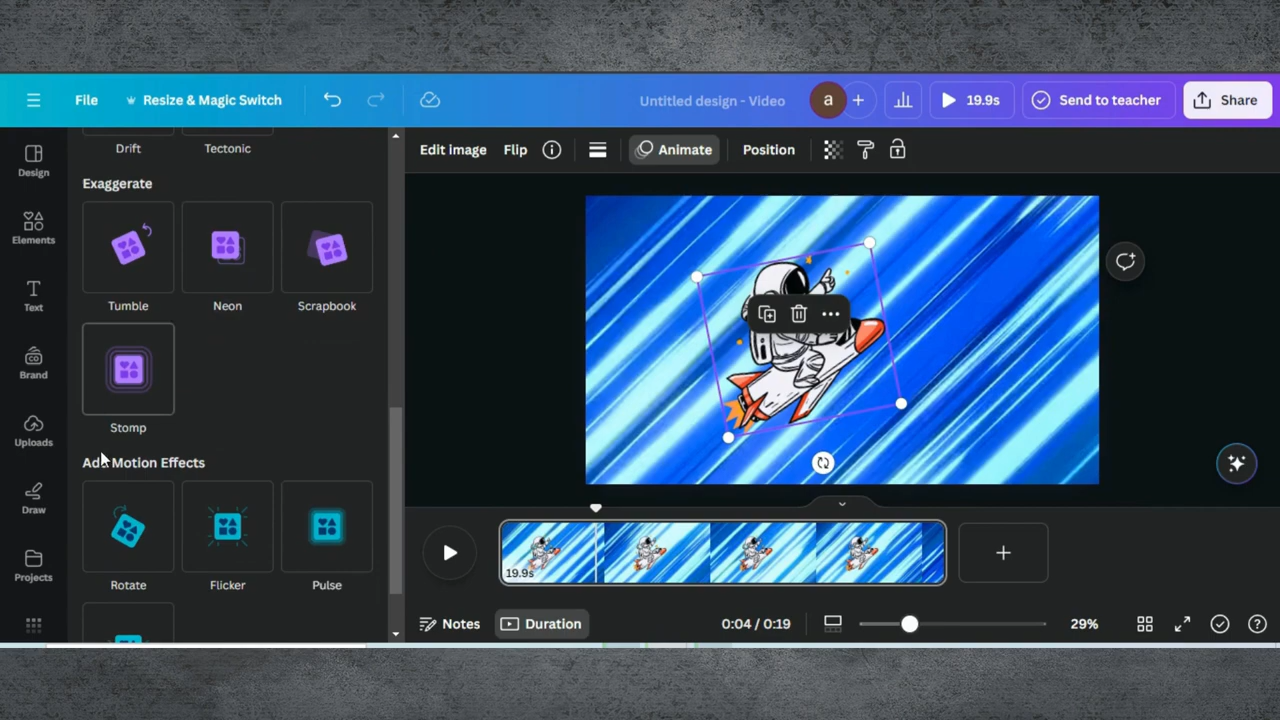 File
Resize & Magic Switch
Untitled design - Video
a
19.9s
Send to teacher
Share
Design
Elements
Text
Brand
Uploads
Draw
Projects
Drift
Tectonic
Exaggerate
Tumble
Neon
Scrapbook
Stomp
Add Motion Effects
Rotate
Flicker
Pulse
Edit image
Flip
Animate
Position
19.9s
Notes
Duration
0:04 / 0:19
29%